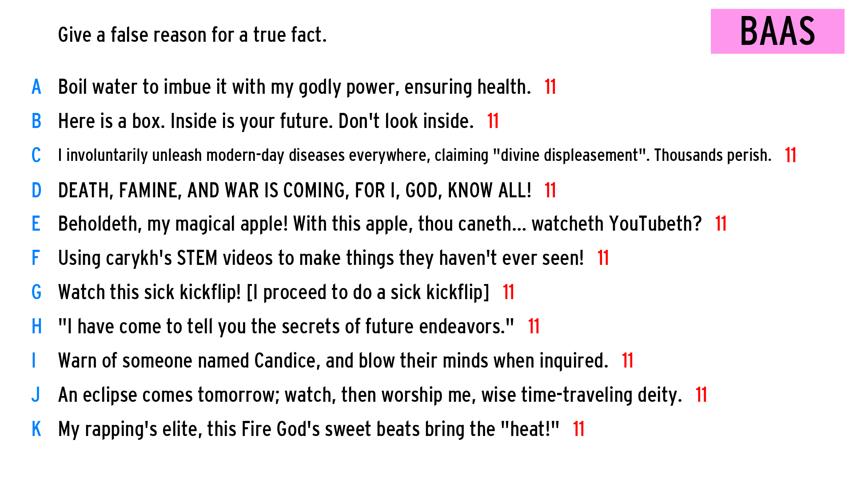 Give a false reason for a true fact.
BAAS
A Boil water to imbue it with my godly power, ensuring health. 11
B Here is a box. Inside is your future. Don't look inside. 11
C I involuntarily unleash modern-day diseases everywhere, claiming "divine displeasement". Thousands perish. 11
D DEATH, FAMINE, AND WAR IS COMING, FOR I, GOD, KNOW ALL! 11
E Beholdeth, my magical apple! With this apple, thou caneth... watcheth YouTubeth? 11
F Using carykh's STEM videos to make things they haven't ever seen! 11
G Watch this sick kickflip! [I proceed to do a sick kickflip] 11
H "I have come to tell you the secrets of future endeavors." 11
I Warn of someone named Candice, and blow their minds when inquired. 11
J An eclipse comes tomorrow; watch, then worship me, wise time-traveling deity. 11
K My rapping's elite, this Fire God's sweet beats bring the "heat!" 11